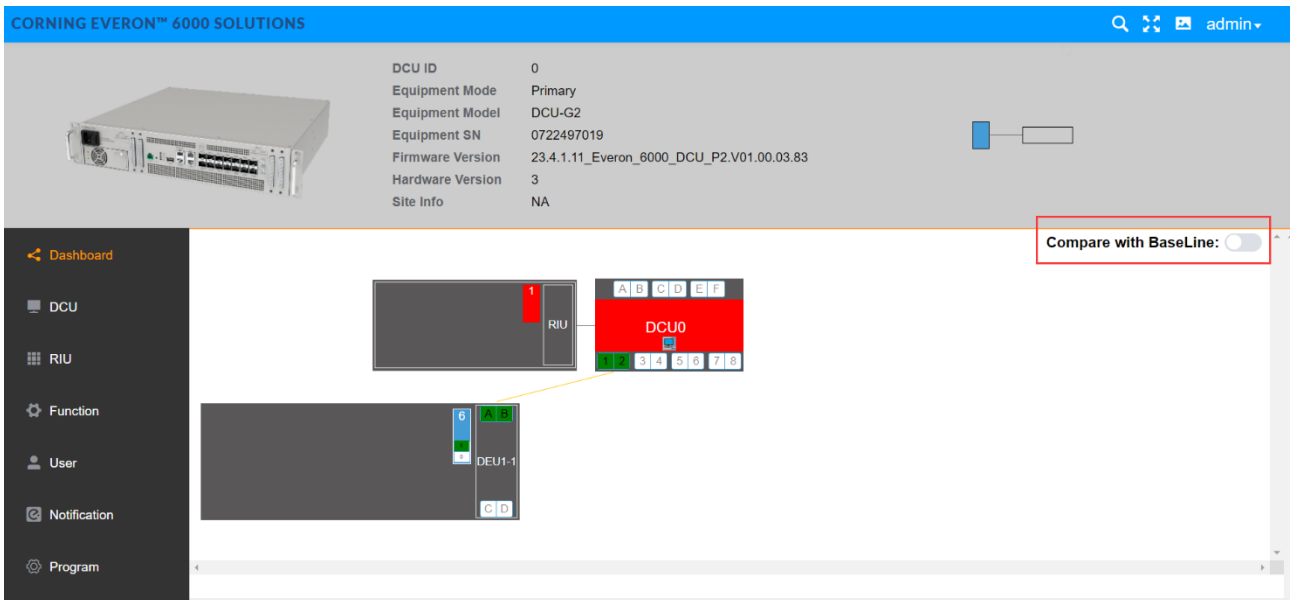 CORNING EVERON™ 6000 SOLUTIONS
admin
DCU ID 0
Equipment Mode Primary
Equipment Model DCU-G2
Equipment SN 0722497019
Firmware Version 23.4.1.11_Everon_6000_DCU_P2.V01.00.03.83
Hardware Version 3
Site Info NA
Compare with BaseLine:
Dashboard
DCU
RIU
Function
User
Notification
Program
1
RIU
A B C D E F
DCU0
1 2 3 4 5 6 7 8
6
A B
DEU1-1
C D